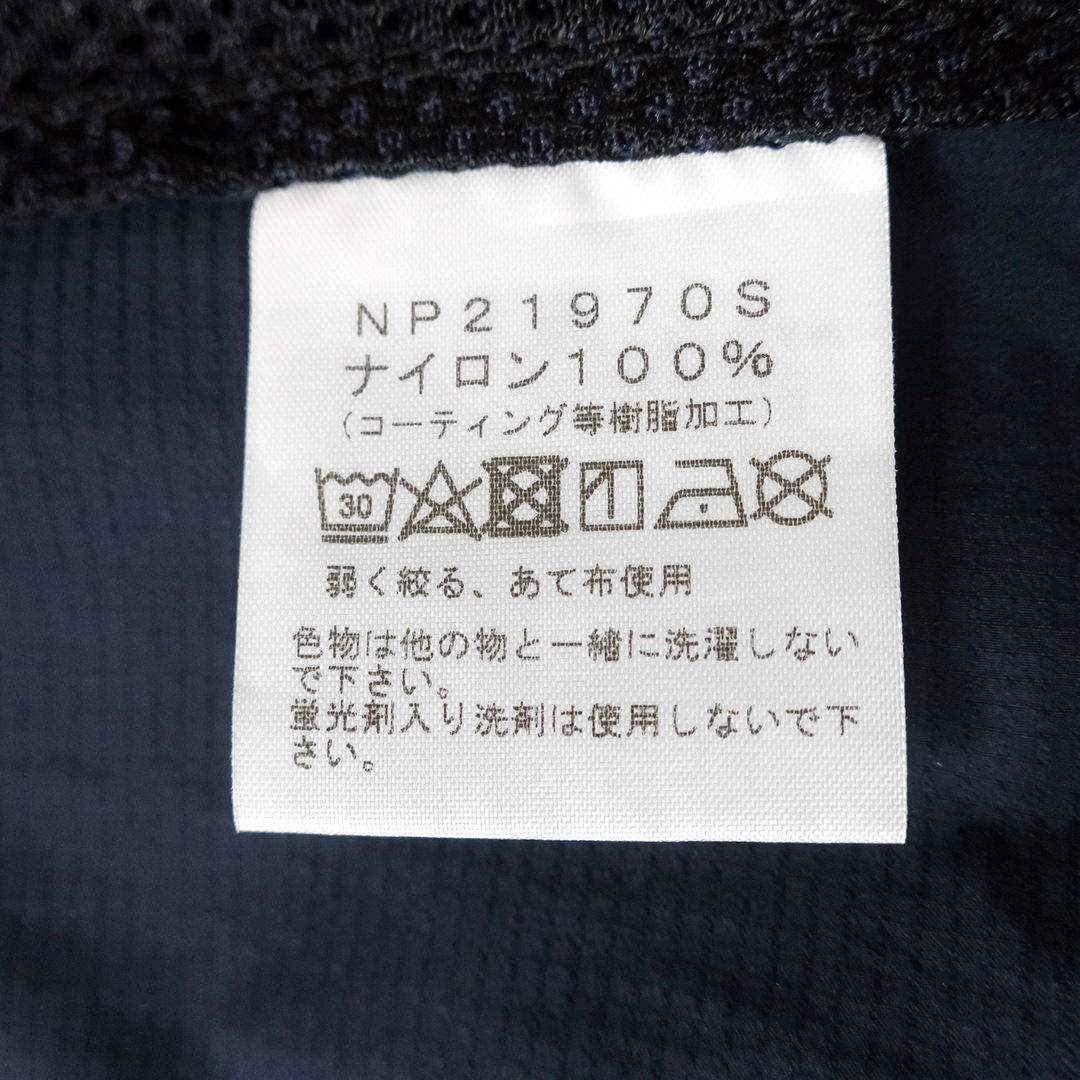 NP21970S
ナイロン100%
(コーティング等樹脂加工)
30
弱く絞る、あて布使用
色物は他の物と一緒に洗濯しない
で下さい。
蛍光剤入り洗剤は使用しないで下
さい。